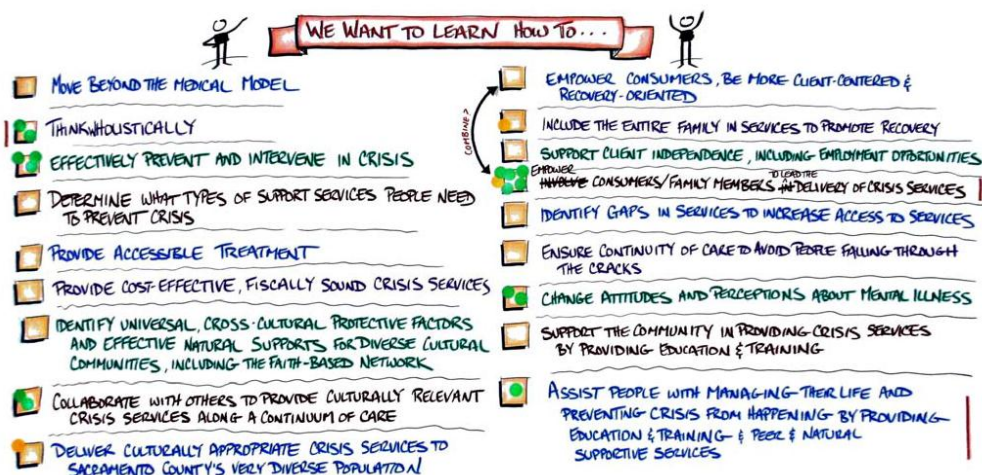 WE WANT TO LEARN HOW TO...
MOVE BEYOND THE MEDICAL MODEL
THINK WHOLISTICALLY
EFFECTIVELY PREVENT AND INTERVENE IN CRISIS
DETERMINE WHAT TYPES OF SUPPORT SERVICES PEOPLE NEED
TO PREVENT CRISIS
PROVIDE ACCESSIBLE TREATMENT
PROVIDE COST-EFFECTIVE, FISCALLY SOUND CRISIS SERVICES
IDENTIFY UNIVERSAL, CROSS-CULTURAL PROTECTIVE FACTORS
AND EFFECTIVE NATURAL SUPPORTS FOR DIVERSE CULTURAL
COMMUNITIES, INCLUDING THE FAITH-BASED NETWORK
COLLABORATE WITH OTHERS TO PROVIDE CULTURALLY RELEVANT
CRISIS SERVICES ALONG A CONTINUUM OF CARE
DELIVER CULTURALLY APPROPRIATE CRISIS SERVICES TO
SACRAMENTO COUNTY'S VERY DIVERSE POPULATION!
COMBINE?
EMPOWER CONSUMERS, BE MORE CLIENT-CENTERED &
RECOVERY-ORIENTED
INCLUDE THE ENTIRE FAMILY IN SERVICES TO PROMOTE RECOVERY
SUPPORT CLIENT INDEPENDENCE, INCLUDING EMPLOYMENT OPPORTUNITIES
EMPOWER TO LEAD THE
INVOLVE CONSUMERS/FAMILY MEMBERS IN DELIVERY OF CRISIS SERVICES
IDENTIFY GAPS IN SERVICES TO INCREASE ACCESS TO SERVICES
ENSURE CONTINUITY OF CARE TO AVOID PEOPLE FALLING THROUGH
THE CRACKS
CHANGE ATTITUDES AND PERCEPTIONS ABOUT MENTAL ILLNESS
SUPPORT THE COMMUNITY IN PROVIDING CRISIS SERVICES
BY PROVIDING EDUCATION & TRAINING
ASSIST PEOPLE WITH MANAGING THEIR LIFE AND
PREVENTING CRISIS FROM HAPPENING BY PROVIDING
EDUCATION & TRAINING & PEER & NATURAL
SUPPORTIVE SERVICES